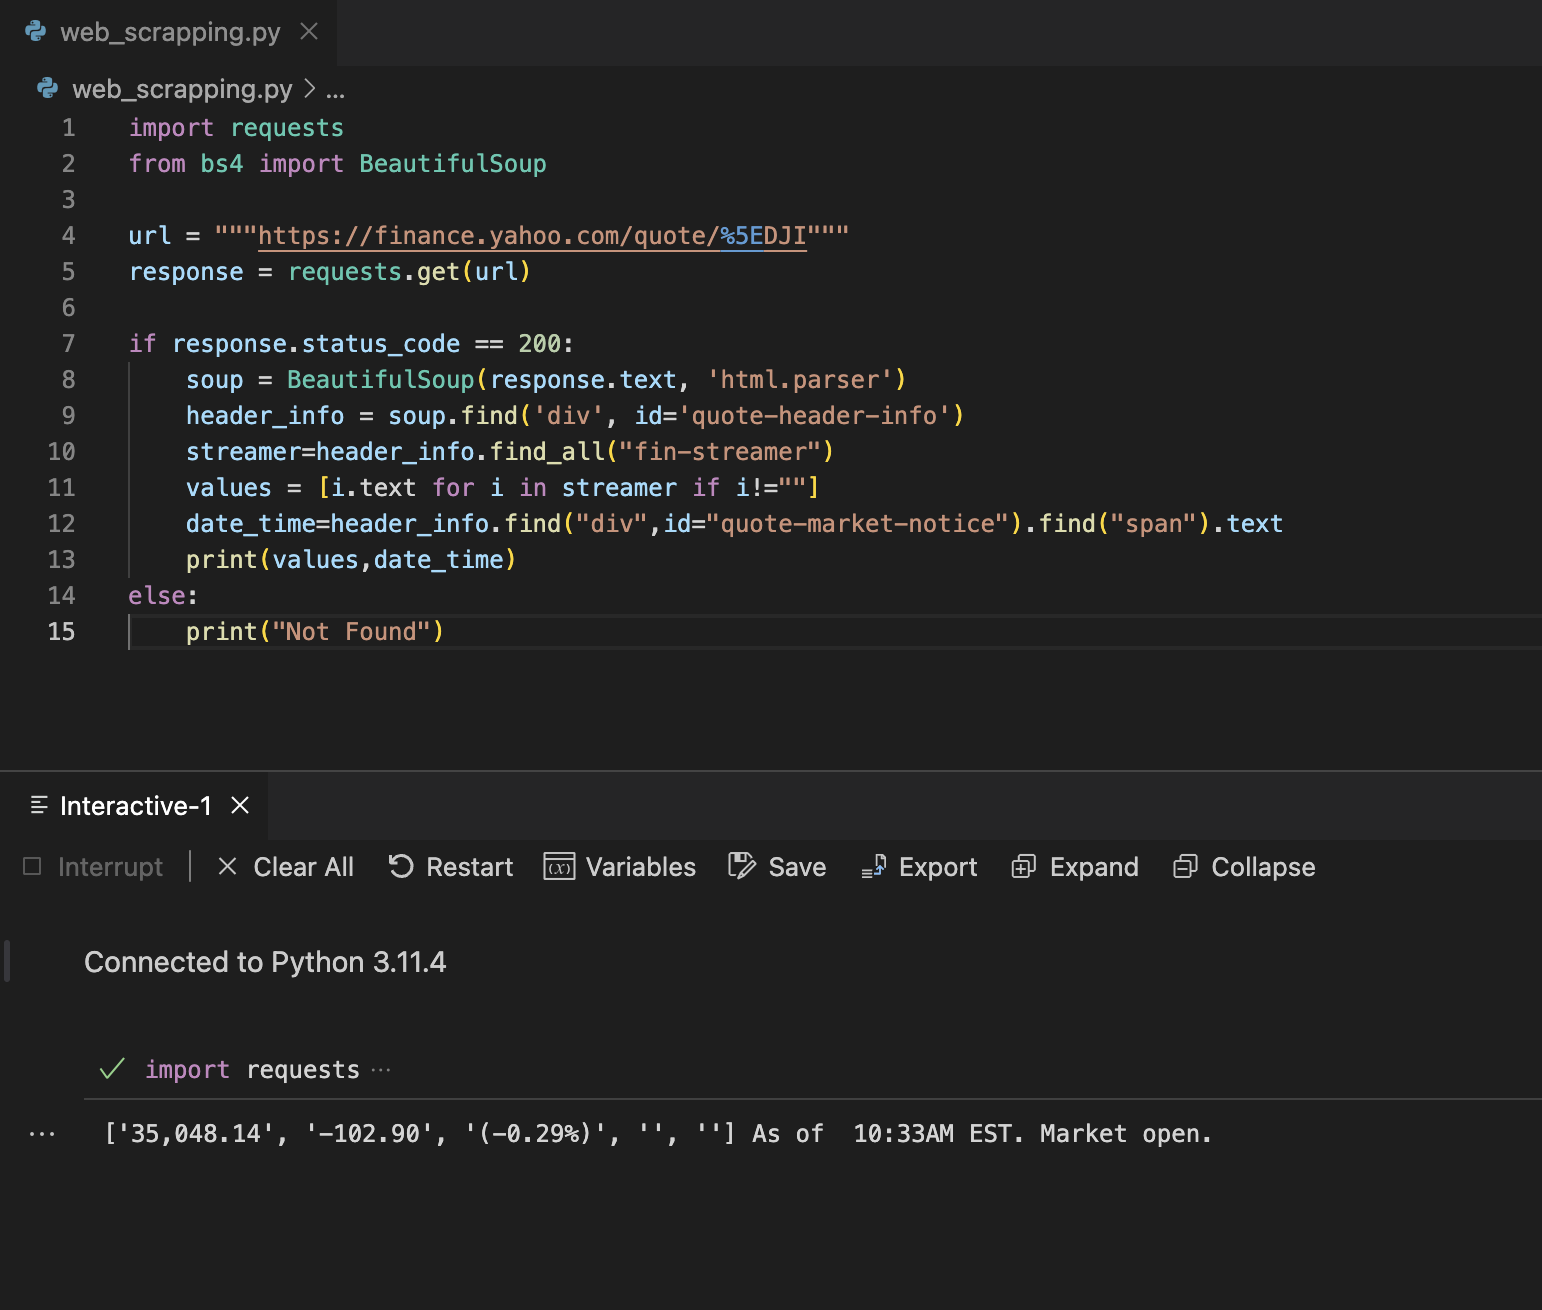 web_scrapping.py
web_scrapping.py > ...
1 import requests
2 from bs4 import BeautifulSoup
3
4 url = """https://finance.yahoo.com/quote/%5EDJI"""
5 response = requests.get(url)
6
7 if response.status_code == 200:
8     soup = BeautifulSoup(response.text, 'html.parser')
9     header_info = soup.find('div', id='quote-header-info')
10     streamer=header_info.find_all("fin-streamer")
11     values = [i.text for i in streamer if i!=""]
12     date_time=header_info.find("div",id="quote-market-notice").find("span").text
13     print(values,date_time)
14 else:
15     print("Not Found")
Interactive-1
Interrupt | Clear All Restart Variables Save Export Expand Collapse
Connected to Python 3.11.4
import requests ...
['35,048.14', '-102.90', '(-0.29%)', '', ''] As of  10:33AM EST. Market open.